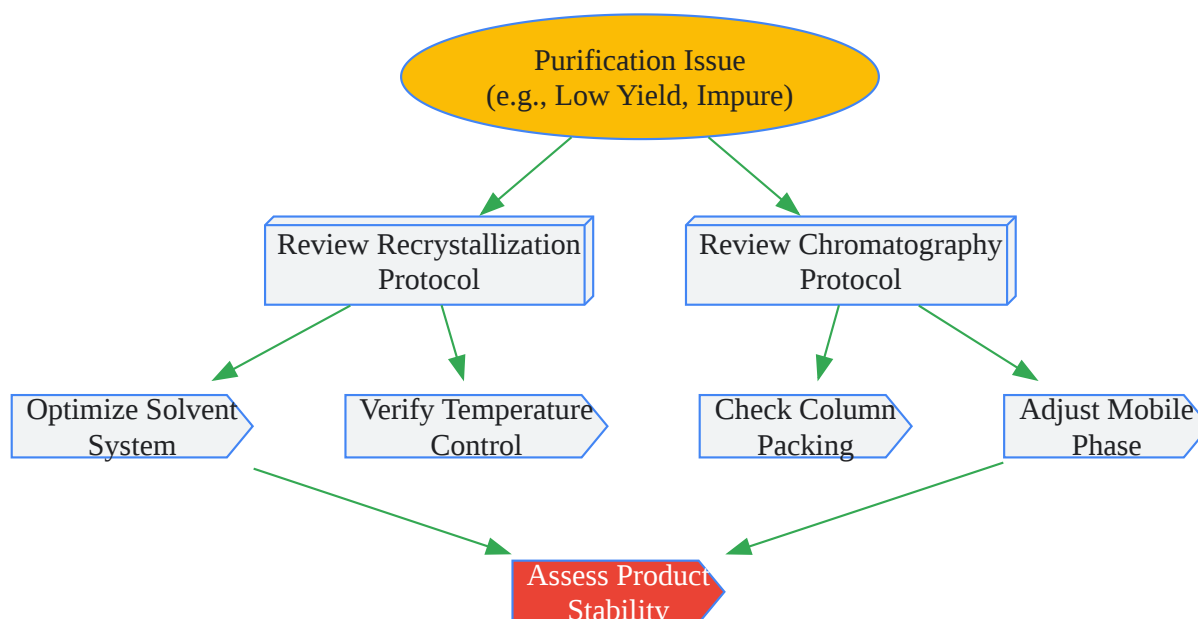 Purification Issue
(e.g., Low Yield, Impure)
Review Recrystallization
Protocol
Review Chromatography
Protocol
Optimize Solvent
System
Verify Temperature
Control
Check Column
Packing
Adjust Mobile
Phase
Assess Product
Stability